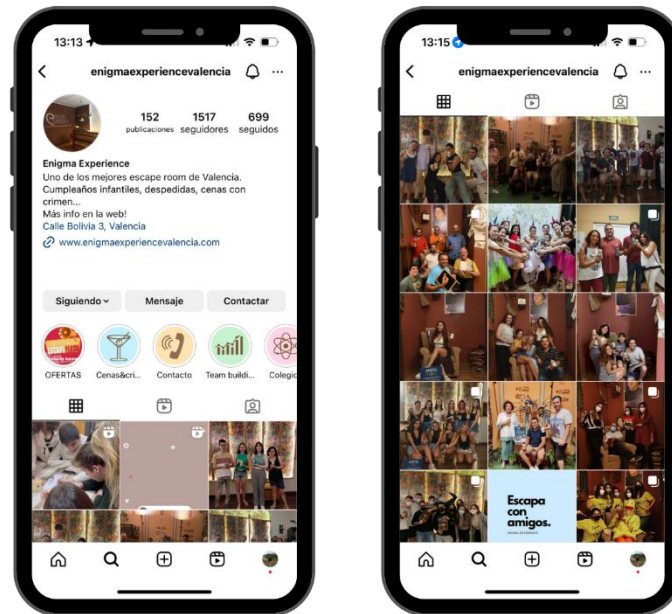 13:13
enigmaexperiencevalencia
152
publicaciones
1517
seguidores
699
seguidos
Enigma Experience
Uno de los mejores escape room de Valencia.
Cumpleaños infantiles, despedidas, cenas con
crimen...
Más info en la web!
Calle Bolivia 3, Valencia
www.enigmaexperiencevalencia.com
Siguiendo
Mensaje
Contactar
OFERTAS
Cenas&cri...
Contacto
Team buildi...
Colegio
13:15
enigmaexperiencevalencia
Escapa
con
amigos.